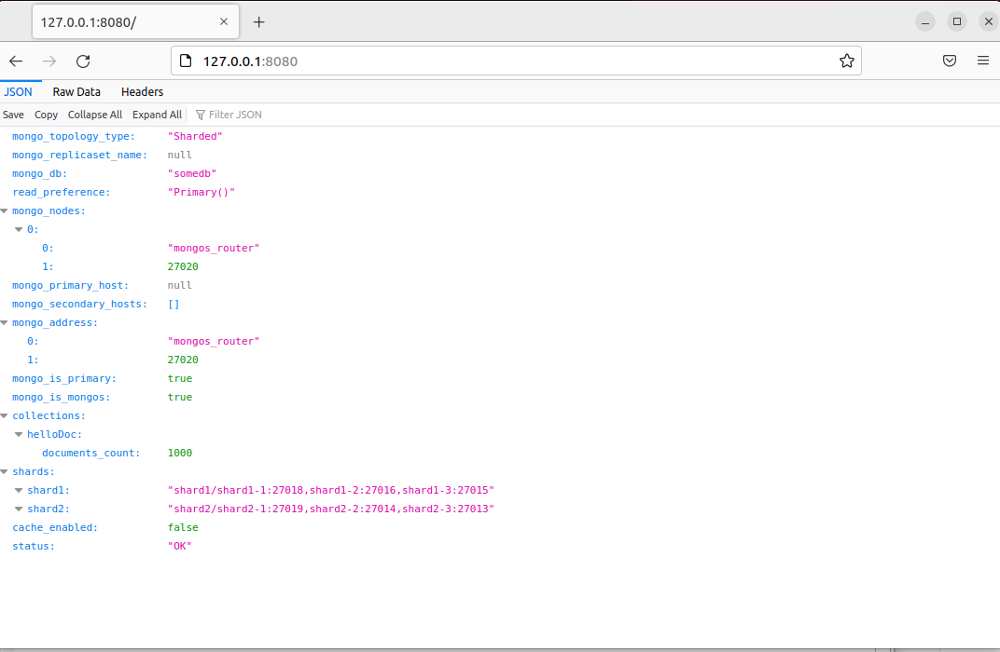 127.0.0.1:8080/
127.0.0.1:8080
JSON Raw Data Headers
Save Copy Collapse All Expand All Filter JSON
mongo_topology_type: "Sharded"
mongo_replicaset_name: null
mongo_db: "somedb"
read_preference: "Primary()"
mongo_nodes:
0:
0: "mongos_router"
1: 27020
mongo_primary_host: null
mongo_secondary_hosts: []
mongo_address:
0: "mongos_router"
1: 27020
mongo_is_primary: true
mongo_is_mongos: true
collections:
helloDoc:
documents_count: 1000
shards:
shard1: "shard1/shard1-1:27018,shard1-2:27016,shard1-3:27015"
shard2: "shard2/shard2-1:27019,shard2-2:27014,shard2-3:27013"
cache_enabled: false
status: "OK"